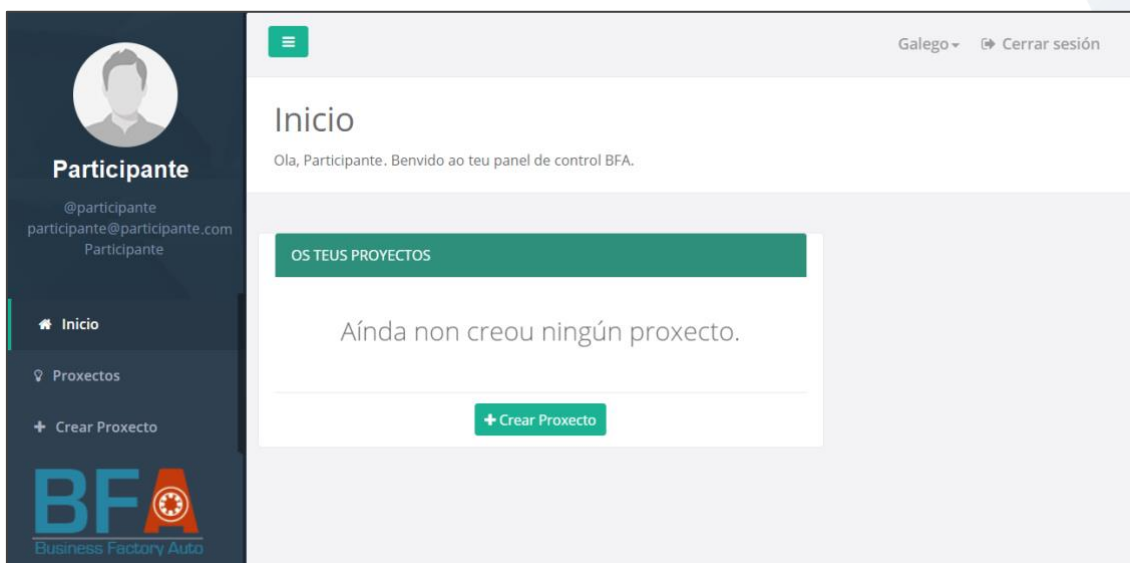 Participante
@participante
participante@participante.com
Participante
Inicio
Proxectos
Crear Proxecto
BFA
Business Factory Auto
Galego
Cerrar sesión
Inicio
Ola, Participante. Benvido ao teu panel de control BFA.
OS TEUS PROYECTOS
Aínda non creou ningún proxecto.
+ Crear Proxecto